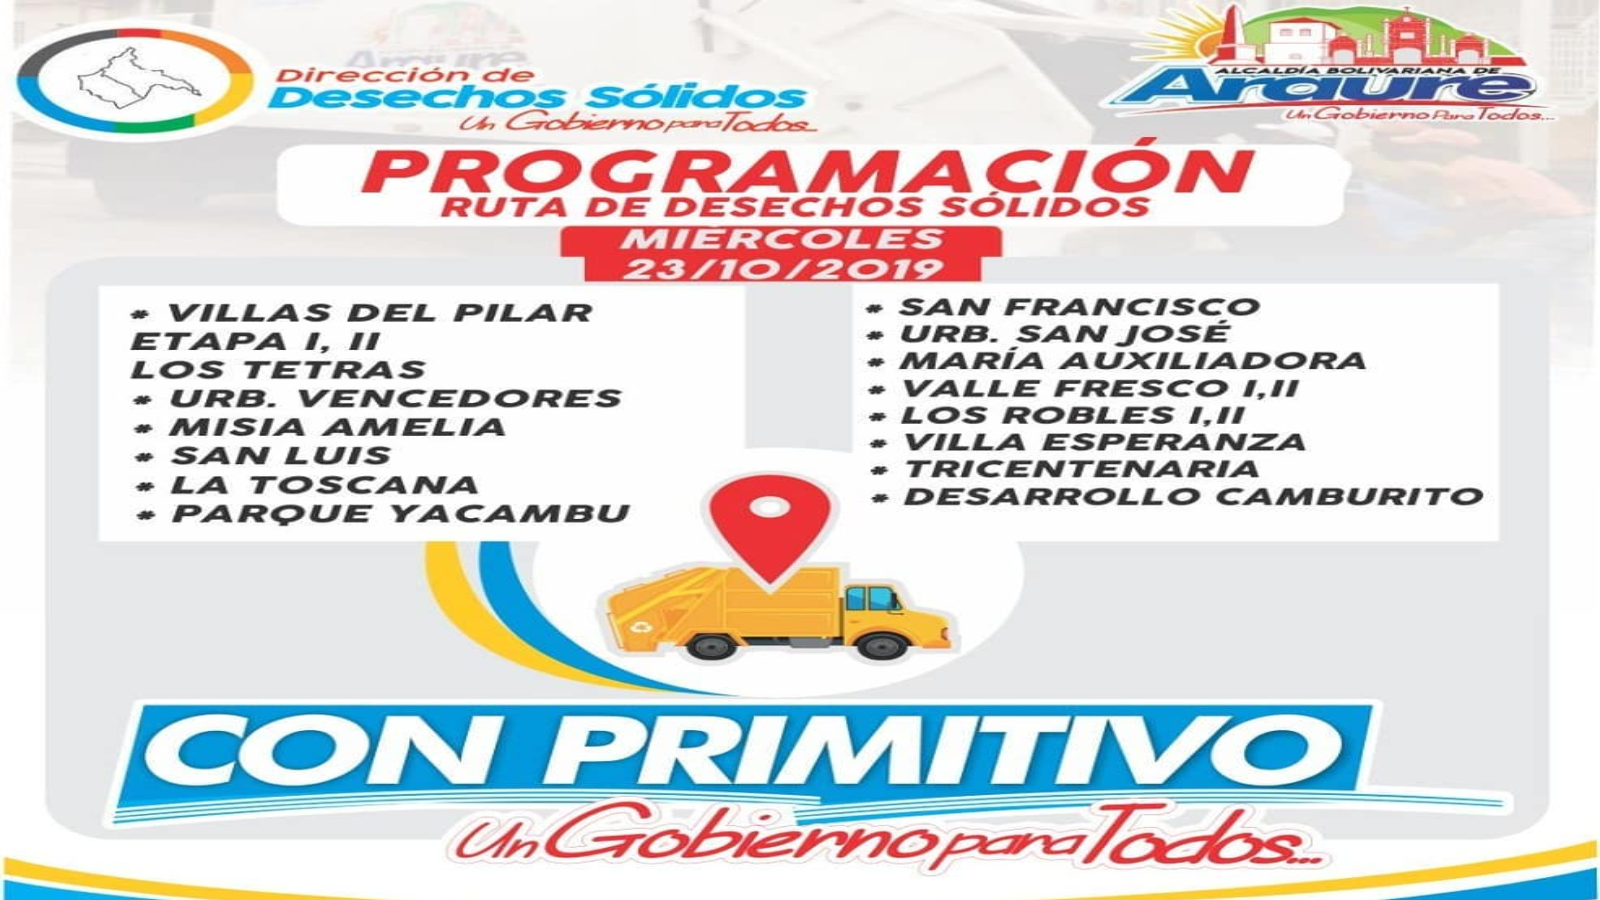 Dirección de
Desechos Sólidos
Un Gobierno para Todos...
ALCALDÍA BOLIVARIANA DE
Araure
Un Gobierno Para Todos...
PROGRAMACIÓN
RUTA DE DESECHOS SÓLIDOS
MIÉRCOLES
23/10/2019
* VILLAS DEL PILAR
ETAPA I, II
LOS TETRAS
* URB. VENCEDORES
* MISIA AMELIA
* SAN LUIS
* LA TOSCANA
* PARQUE YACAMBU
* SAN FRANCISCO
* URB. SAN JOSÉ
* MARÍA AUXILIADORA
* VALLE FRESCO I,II
* LOS ROBLES I,II
* VILLA ESPERANZA
* TRICENTENARIA
* DESARROLLO CAMBURITO
CON PRIMITIVO
Un Gobierno para Todos...